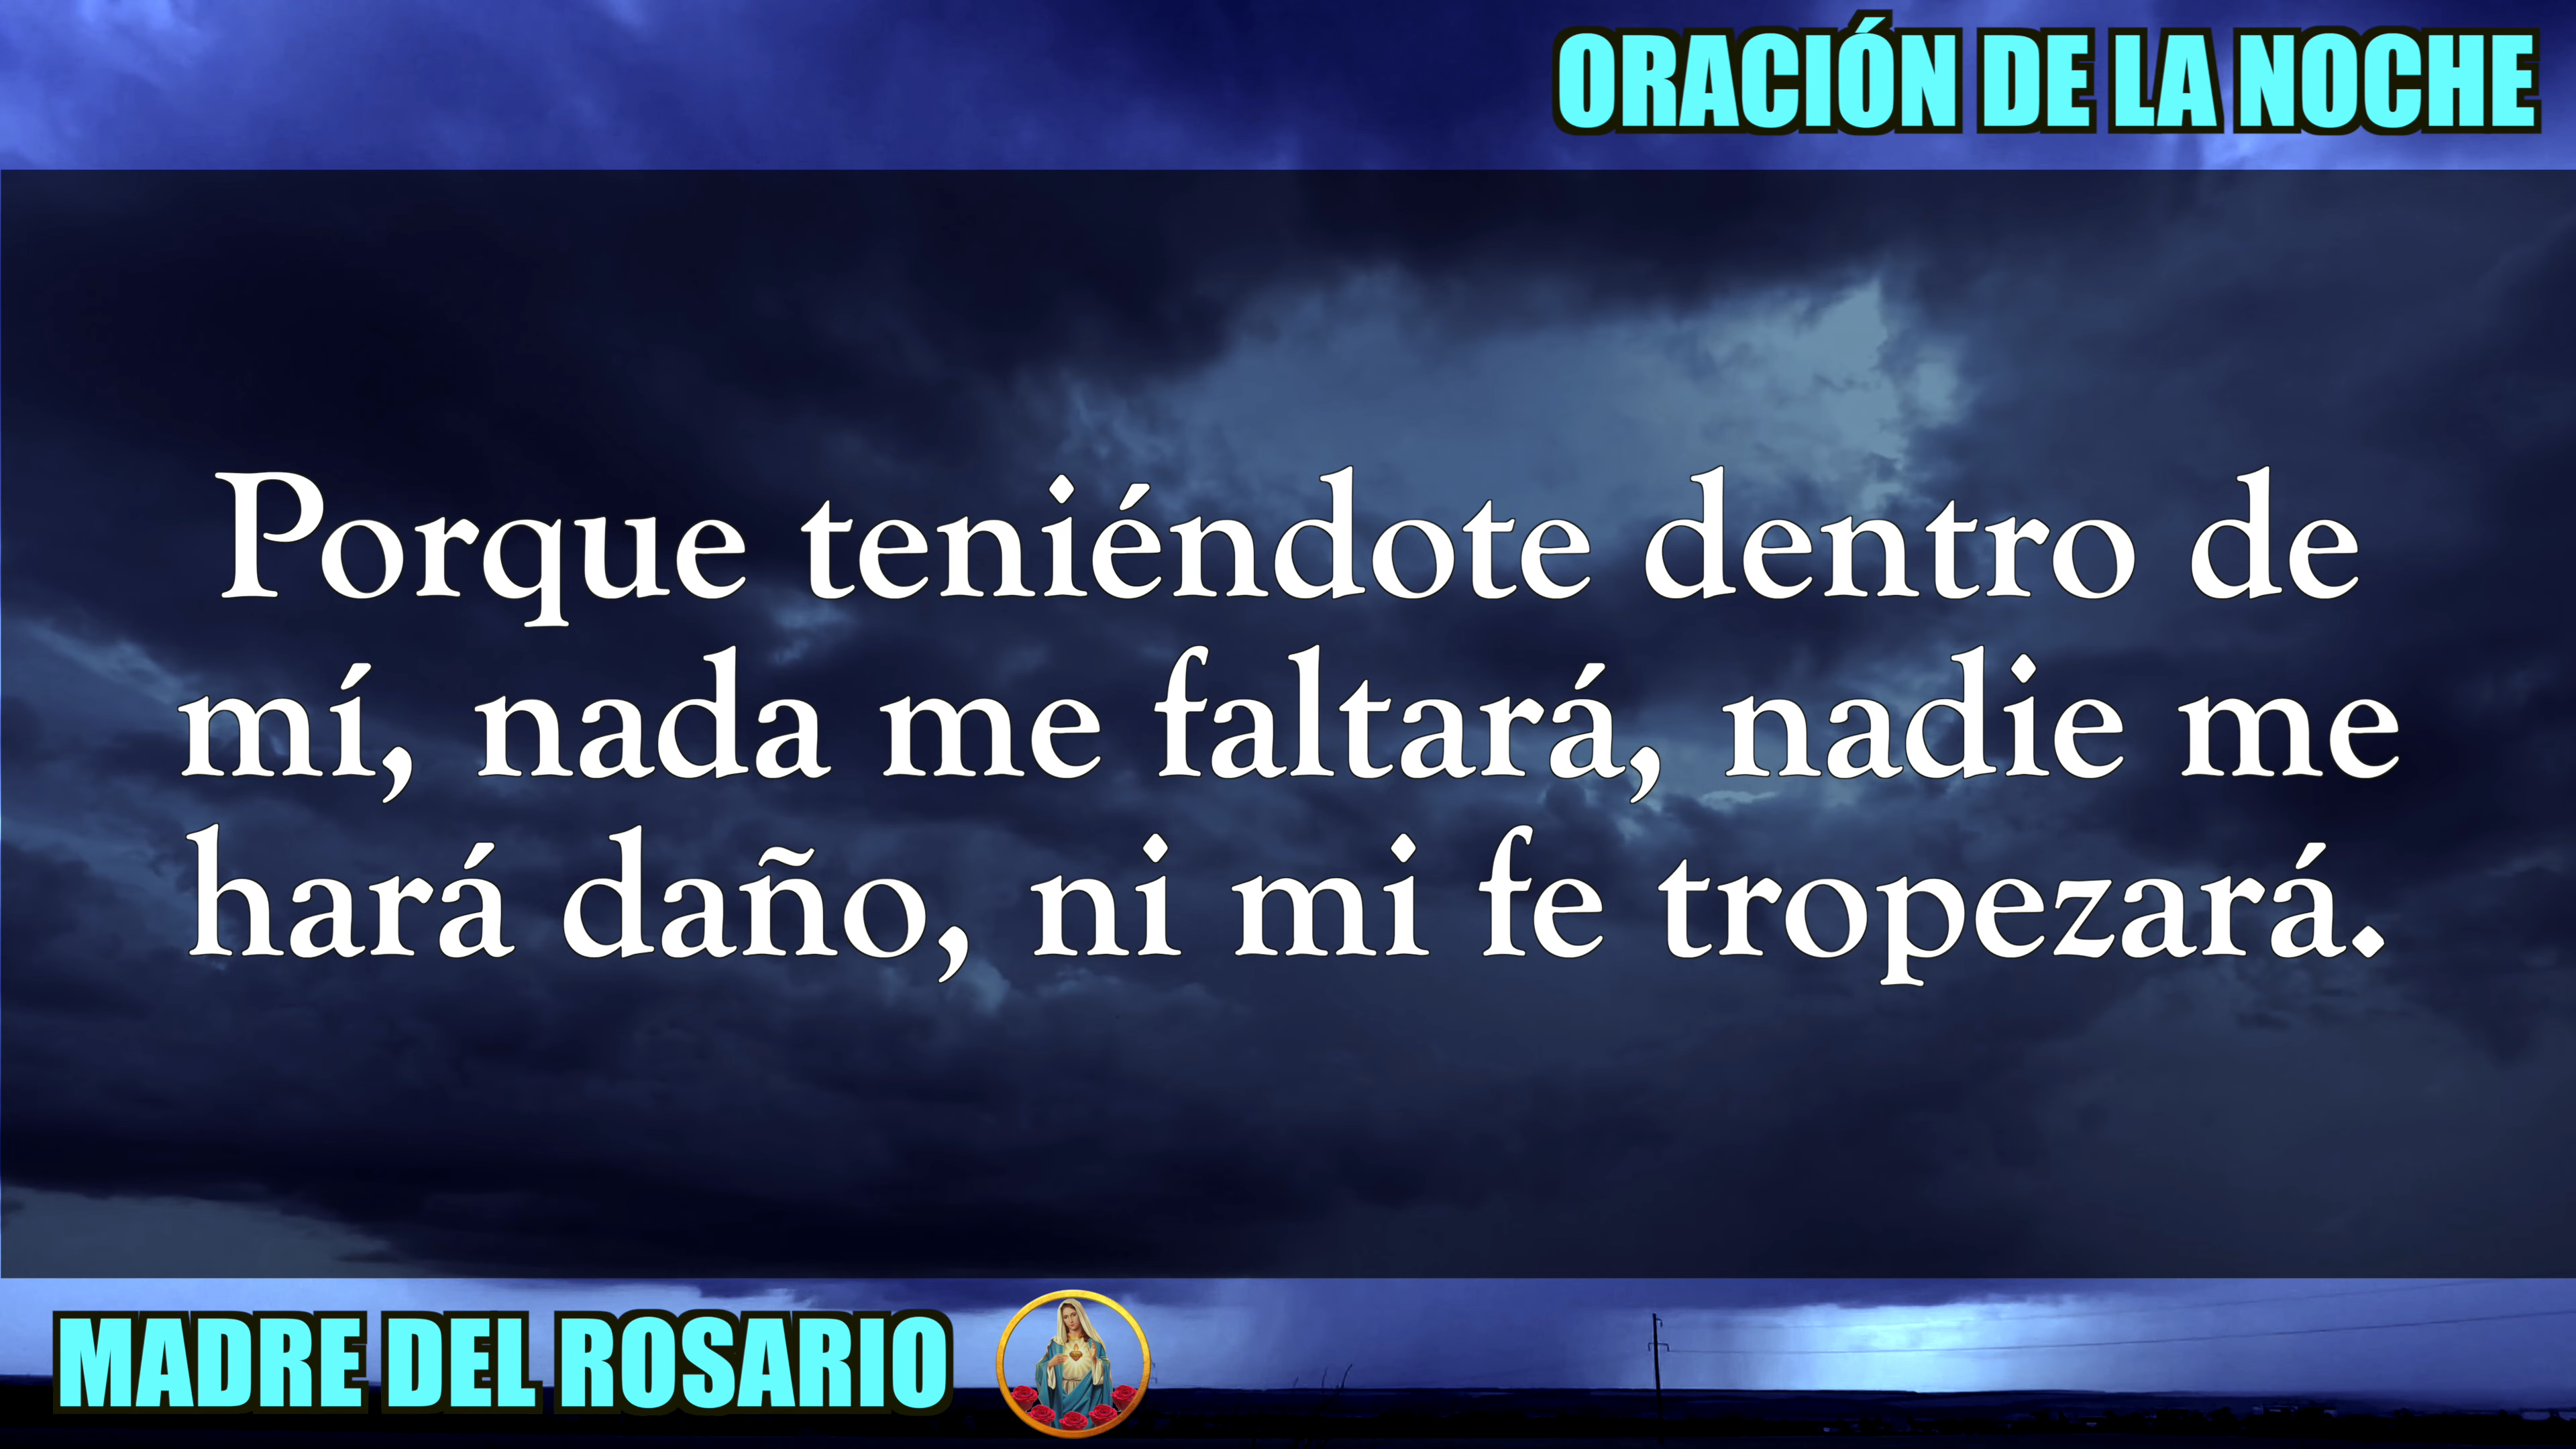 ORACIÓN DE LA NOCHE
Porque teniéndote dentro de
mí, nada me faltará, nadie me
hará daño, ni mi fe tropezará.
MADRE DEL ROSARIO